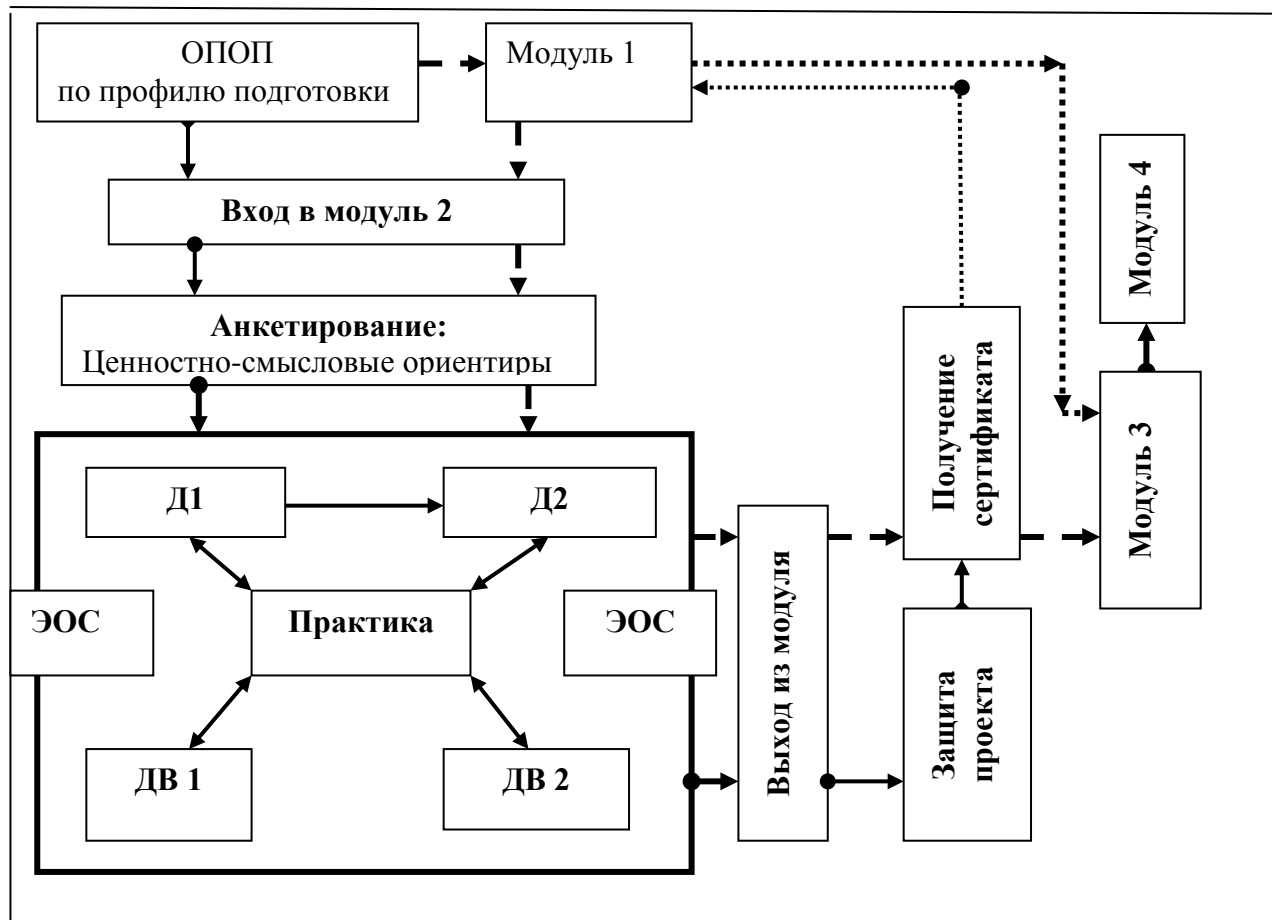 ОПОП
по профилю подготовки
Модуль 1
Вход в модуль 2
Анкетирование:
Ценностно-смысловые ориентиры
Д1
Д2
ЭОС
Практика
ЭОС
ДВ 1
ДВ 2
Выход из модуля
Получение
сертификата
Защита
проекта
Модуль 4
Модуль 3